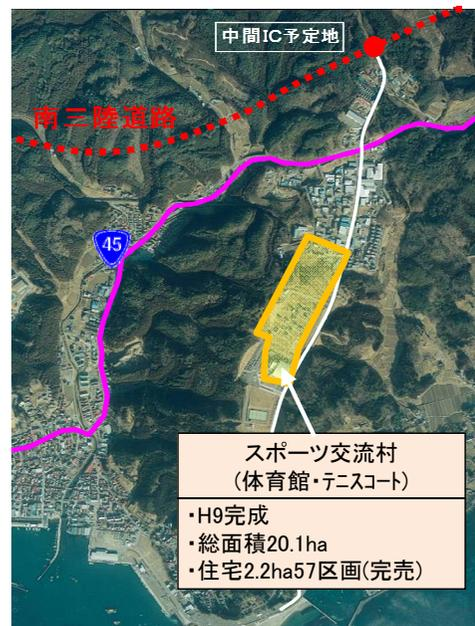 中間IC予定地
南三陸道路
45
スポーツ交流村
(体育館・テニスコート)
・H9完成
・総面積20.1ha
・住宅2.2ha57区画(完売)